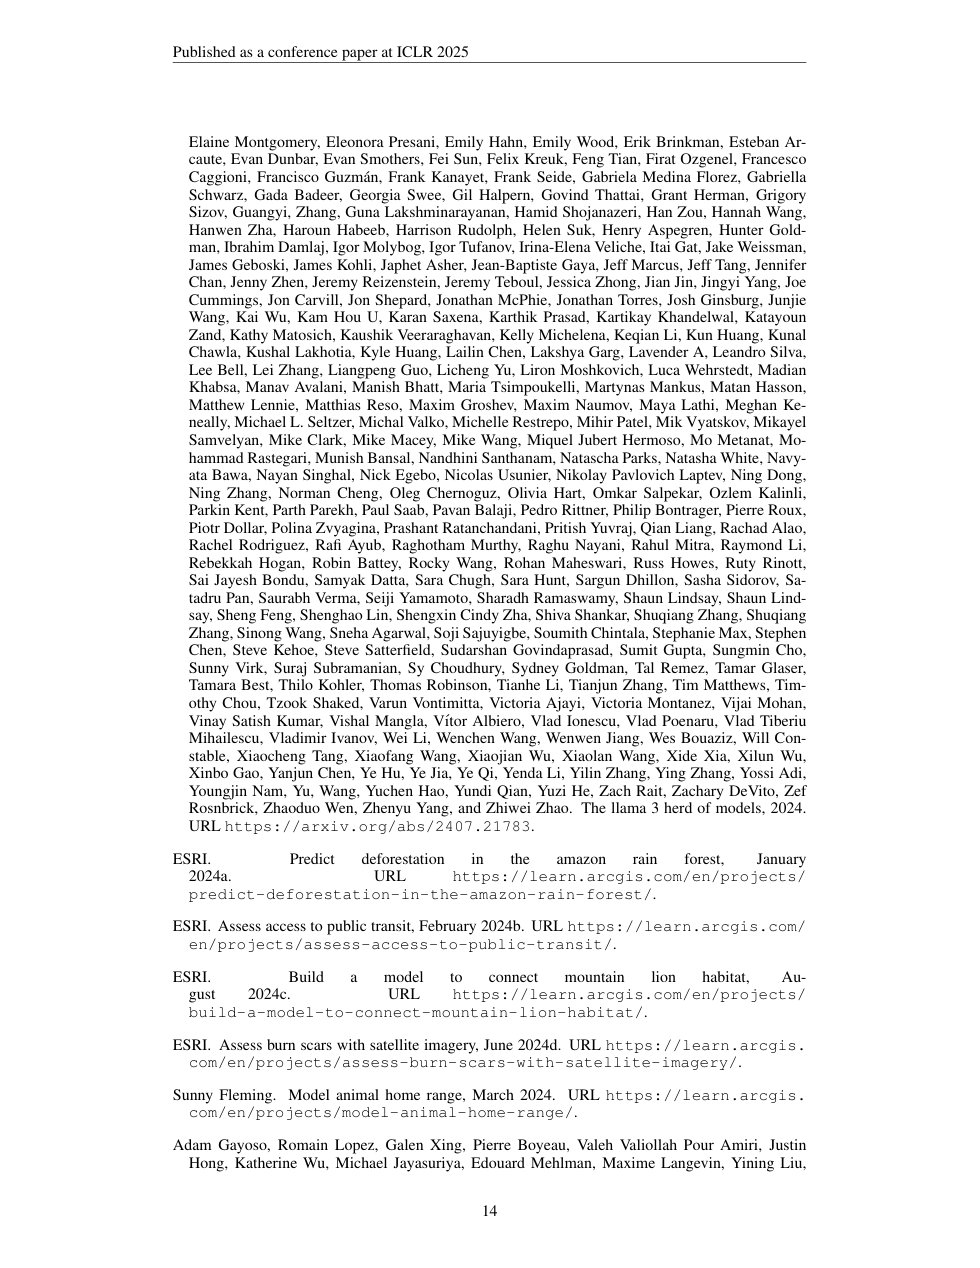 Published as a conference paper at ICLR 2025
Elaine Montgomery, Eleonora Presani, Emily Hahn, Emily Wood, Erik Brinkman, Esteban Ar-
caute, Evan Dunbar, Evan Smothers, Fei Sun, Felix Kreuk, Feng Tian, Firat Ozgenel, Francesco
Caggioni, Francisco Guzmán, Frank Kanayet, Frank Seide, Gabriela Medina Florez, Gabriella
Schwarz, Gada Badeer, Georgia Swee, Gil Halpern, Govind Thattai, Grant Herman, Grigory
Sizov, Guangyi, Zhang, Guna Lakshminarayanan, Hamid Shojanazeri, Han Zou, Hannah Wang,
Hanwen Zha, Haroun Habeeb, Harrison Rudolph, Helen Suk, Henry Aspegren, Hunter Gold-
man, Ibrahim Damlaj, Igor Molybog, Igor Tufanov, Irina-Elena Veliche, Itai Gat, Jake Weissman,
James Geboski, James Kohli, Japhet Asher, Jean-Baptiste Gaya, Jeff Marcus, Jeff Tang, Jennifer
Chan, Jenny Zhen, Jeremy Reizenstein, Jeremy Teboul, Jessica Zhong, Jian Jin, Jingyi Yang, Joe
Cummings, Jon Carvill, Jon Shepard, Jonathan McPhie, Jonathan Torres, Josh Ginsburg, Junjie
Wang, Kai Wu, Kam Hou U, Karan Saxena, Karthik Prasad, Kartikay Khandelwal, Katayoun
Zand, Kathy Matosich, Kaushik Veeraraghavan, Kelly Michelena, Keqian Li, Kun Huang, Kunal
Chawla, Kushal Lakhotia, Kyle Huang, Lailin Chen, Lakshya Garg, Lavender A, Leandro Silva,
Lee Bell, Lei Zhang, Liangpeng Guo, Licheng Yu, Liron Moshkovich, Luca Wehrstedt, Madian
Khabsa, Manav Avalani, Manish Bhatt, Maria Tsimpoukelli, Martynas Mankus, Matan Hasson,
Matthew Lennie, Matthias Reso, Maxim Groshev, Maxim Naumov, Maya Lathi, Meghan Ke-
neally, Michael L. Seltzer, Michal Valko, Michelle Restrepo, Mihir Patel, Mik Vyatskov, Mikayel
Samvelyan, Mike Clark, Mike Macey, Mike Wang, Miquel Jubert Hermoso, Mo Metanat, Mo-
hammad Rastegari, Munish Bansal, Nandhini Santhanam, Natascha Parks, Natasha White, Navy-
ata Bawa, Nayan Singhal, Nick Egebo, Nicolas Usunier, Nikolay Pavlovich Laptev, Ning Dong,
Ning Zhang, Norman Cheng, Oleg Chernoguz, Olivia Hart, Omkar Salpekar, Ozlem Kalinli,
Parkin Kent, Parth Parekh, Paul Saab, Pavan Balaji, Pedro Rittner, Philip Bontrager, Pierre Roux,
Piotr Dollar, Polina Zvyagina, Prashant Ratanchandani, Pritish Yuvraj, Qian Liang, Rachad Alao,
Rachel Rodriguez, Rafi Ayub, Raghotham Murthy, Raghu Nayani, Rahul Mitra, Raymond Li,
Rebekkah Hogan, Robin Battey, Rocky Wang, Rohan Maheswari, Russ Howes, Ruty Rinott,
Sai Jayesh Bondu, Samyak Datta, Sara Chugh, Sara Hunt, Sargun Dhillon, Sasha Sidorov, Sa-
tadru Pan, Saurabh Verma, Seiji Yamamoto, Sharadh Ramaswamy, Shaun Lindsay, Shaun Lind-
say, Sheng Feng, Shenghao Lin, Shengxin Cindy Zha, Shiva Shankar, Shuqiang Zhang, Shuqiang
Zhang, Sinong Wang, Sneha Agarwal, Soji Sajuyigbe, Soumith Chintala, Stephanie Max, Stephen
Chen, Steve Kehoe, Steve Satterfield, Sudarshan Govindaprasad, Sumit Gupta, Sungmin Cho,
Sunny Virk, Suraj Subramanian, Sy Choudhury, Sydney Goldman, Tal Remez, Tamar Glaser,
Tamara Best, Thilo Kohler, Thomas Robinson, Tianhe Li, Tianjun Zhang, Tim Matthews, Tim-
othy Chou, Tzook Shaked, Varun Vontimitta, Victoria Ajayi, Victoria Montanez, Vijai Mohan,
Vinay Satish Kumar, Vishal Mangla, Vítor Albiero, Vlad Ionescu, Vlad Poenaru, Vlad Tiberiu
Mihailescu, Vladimir Ivanov, Wei Li, Wenchen Wang, Wenwen Jiang, Wes Bouaziz, Will Con-
stable, Xiaocheng Tang, Xiaofang Wang, Xiaojian Wu, Xiaolan Wang, Xide Xia, Xilun Wu,
Xinbo Gao, Yanjun Chen, Ye Hu, Ye Jia, Ye Qi, Yenda Li, Yilin Zhang, Ying Zhang, Yossi Adi,
Youngjin Nam, Yu, Wang, Yuchen Hao, Yundi Qian, Yuzi He, Zach Rait, Zachary DeVito, Zef
Rosnbrick, Zhaoduo Wen, Zhenyu Yang, and Zhiwei Zhao. The llama 3 herd of models, 2024.
URL https://arxiv.org/abs/2407.21783.
ESRI. Predict deforestation in the amazon rain forest, January
2024a. URL https://learn.arcgis.com/en/projects/
predict-deforestation-in-the-amazon-rain-forest/.
ESRI. Assess access to public transit, February 2024b. URL https://learn.arcgis.com/
en/projects/assess-access-to-public-transit/.
ESRI. Build a model to connect mountain lion habitat, Au-
gust 2024c. URL https://learn.arcgis.com/en/projects/
build-a-model-to-connect-mountain-lion-habitat/.
ESRI. Assess burn scars with satellite imagery, June 2024d. URL https://learn.arcgis.
com/en/projects/assess-burn-scars-with-satellite-imagery/.
Sunny Fleming. Model animal home range, March 2024. URL https://learn.arcgis.
com/en/projects/model-animal-home-range/.
Adam Gayoso, Romain Lopez, Galen Xing, Pierre Boyeau, Valeh Valiollah Pour Amiri, Justin
Hong, Katherine Wu, Michael Jayasuriya, Edouard Mehlman, Maxime Langevin, Yining Liu,
14